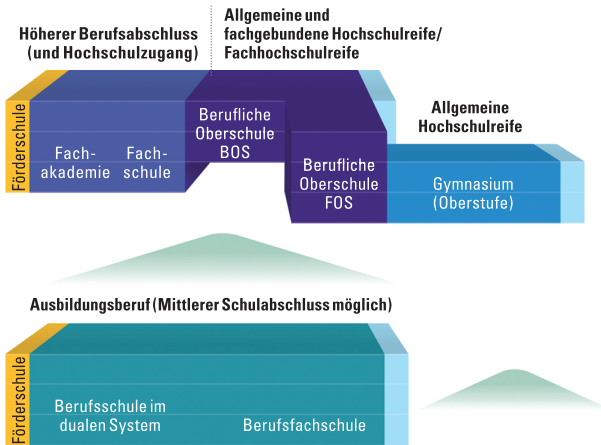 Höherer Berufsabschluss
(und Hochschulzugang)
Allgemeine und
fachgebundene Hochschulreife/
Fachhochschulreife
Allgemeine
Hochschulreife
Förderschule
Fach-
akademie
Fach-
schule
Berufliche
Oberschule
BOS
Berufliche
Oberschule
FOS
Gymnasium
(Oberstufe)
Ausbildungsberuf (Mittlerer Schulabschluss möglich)
Förderschule
Berufsschule im
dualen System
Berufsfachschule